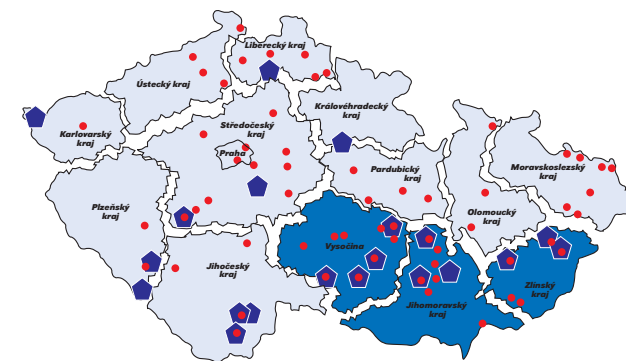 Liberecký kraj
Ústecký kraj
Královéhradecký
kraj
Karlovarský
kraj
Středočeský
kraj
Praha
Pardubický
kraj
Moravskoslezský
kraj
Plzeňský
kraj
Olomoucký
kraj
Vysočina
Jihočeský
kraj
Jihomoravský
kraj
Zlínský
kraj